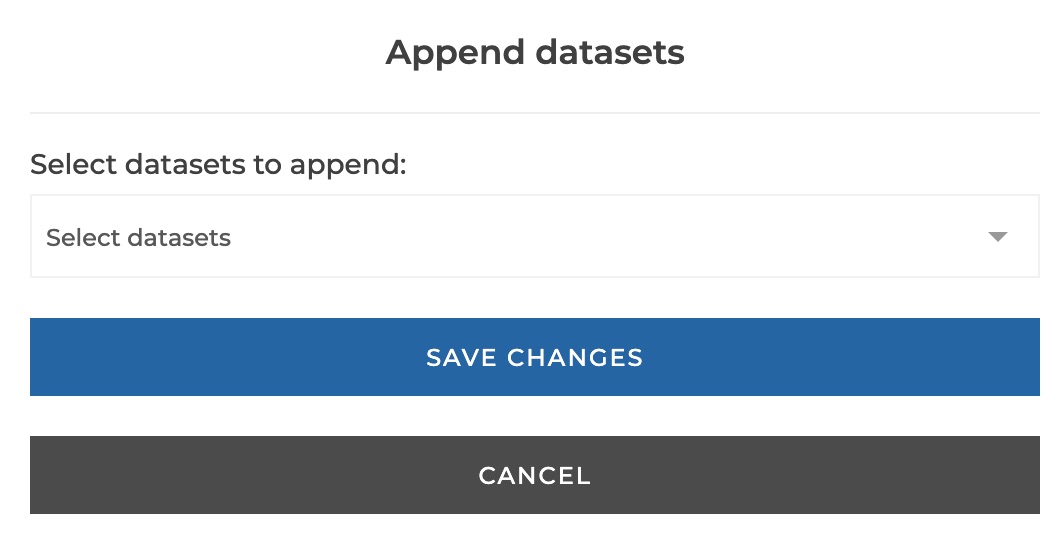 Append datasets
Select datasets to append:
Select datasets
SAVE CHANGES
CANCEL